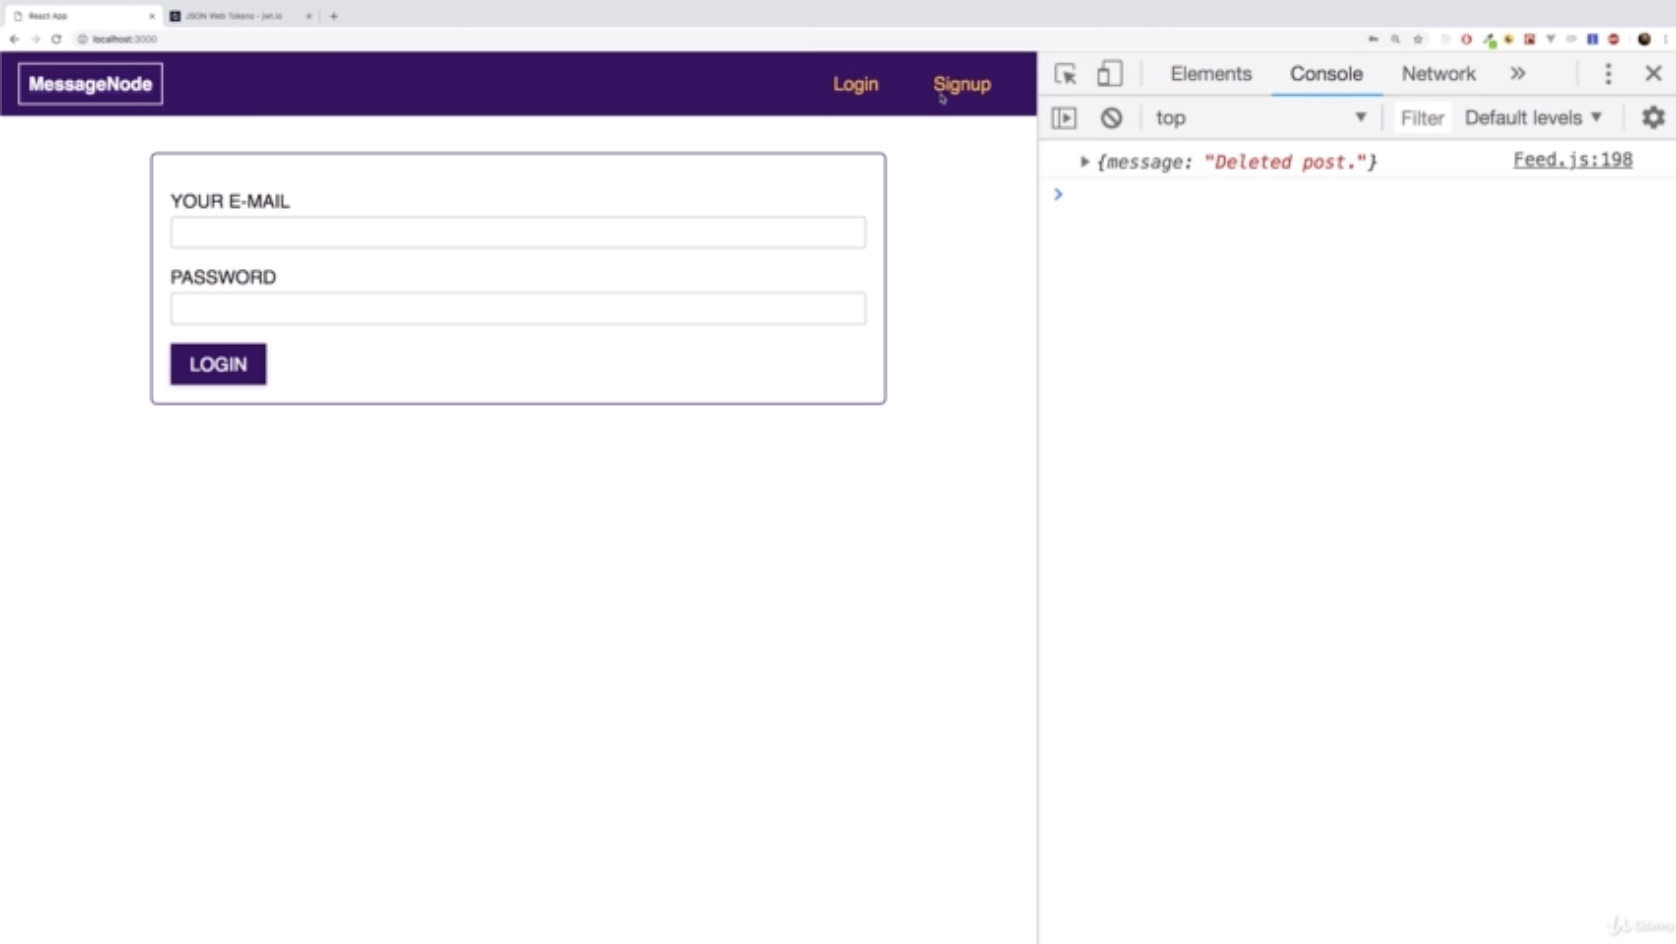 React App
JSON Web Tokens - jwt.io
localhost:3000
MessageNode
Login
Signup
YOUR E-MAIL
PASSWORD
LOGIN
Elements
Console
Network
top
Filter
Default levels
{message: "Deleted post."}
Feed.js:198
Udemy